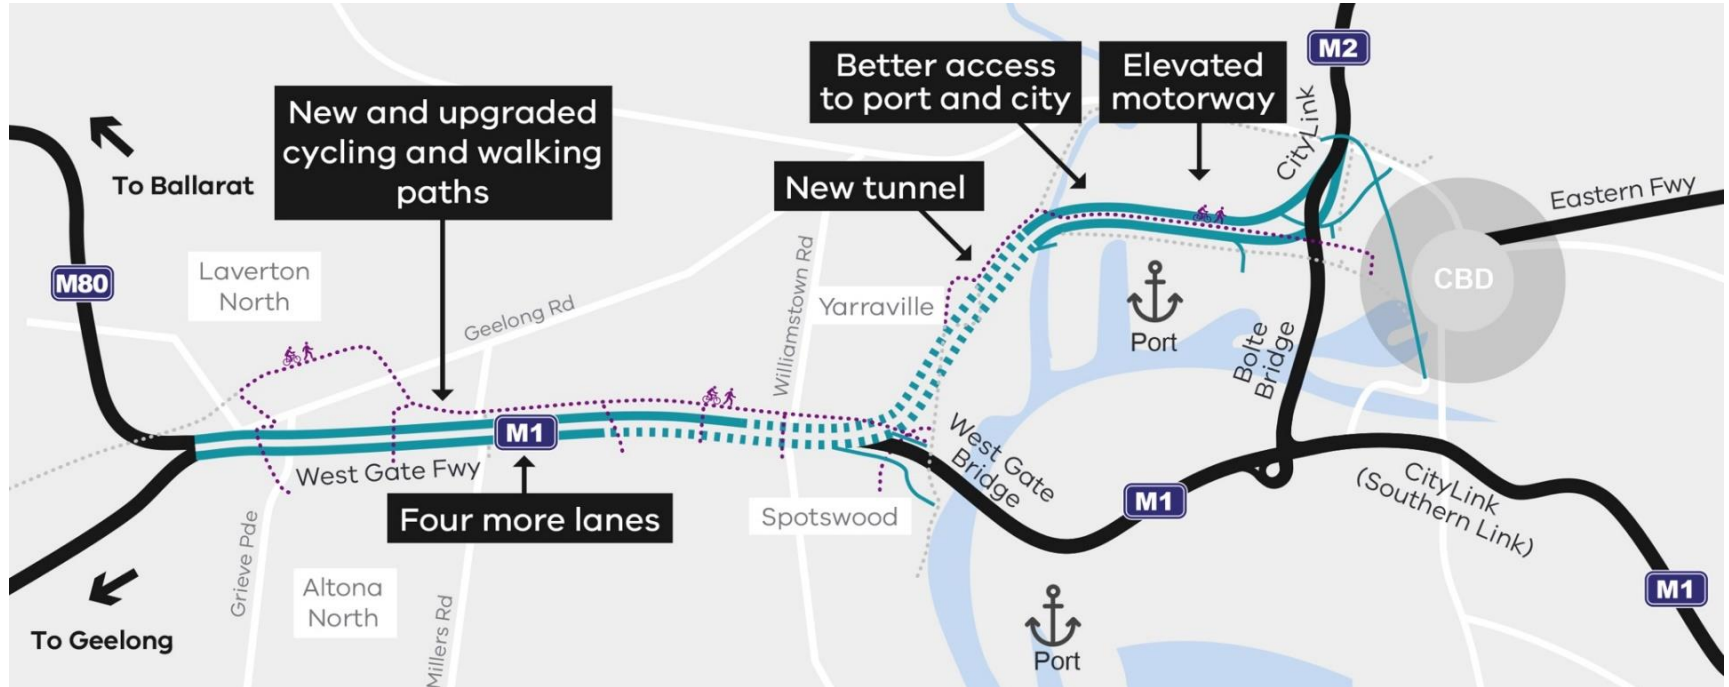 M2
Better access
to port and city
Elevated
motorway
New and upgraded
cycling and walking
paths
CityLink
To Ballarat
New tunnel
Eastern Fwy
M80
Laverton
North
Geelong Rd
Williamstown Rd
Yarraville
Port
CBD
Bolte
Bridge
M1
West Gate Fwy
West Gate
Bridge
CityLink
(Southern Link)
M1
Four more lanes
Spotswood
Grieve Pde
Altona
North
Millers Rd
M1
To Geelong
Port